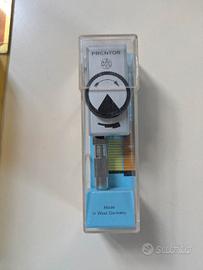 PRONTOR
Made
in West Germany
Subito